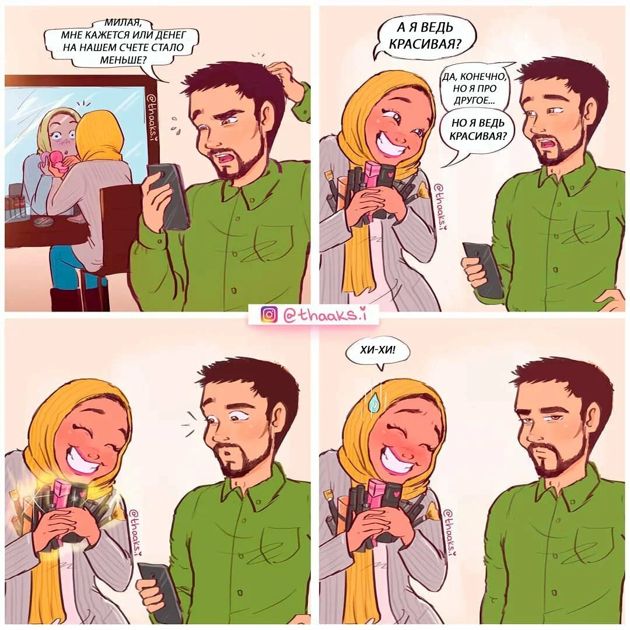 МИЛАЯ,
МНЕ КАЖЕТСЯ ИЛИ ДЕНЕГ
НА НАШЕМ СЧЕТЕ СТАЛО
МЕНЬШЕ?
@thaaks.i
А Я ВЕДЬ
КРАСИВАЯ?
ДА, КОНЕЧНО,
НО Я ПРО
ДРУГОЕ...
НО Я ВЕДЬ
КРАСИВАЯ?
@thaaks.i
@thaaks.i
@thaaks.i
ХИ-ХИ!
@thaaks.i